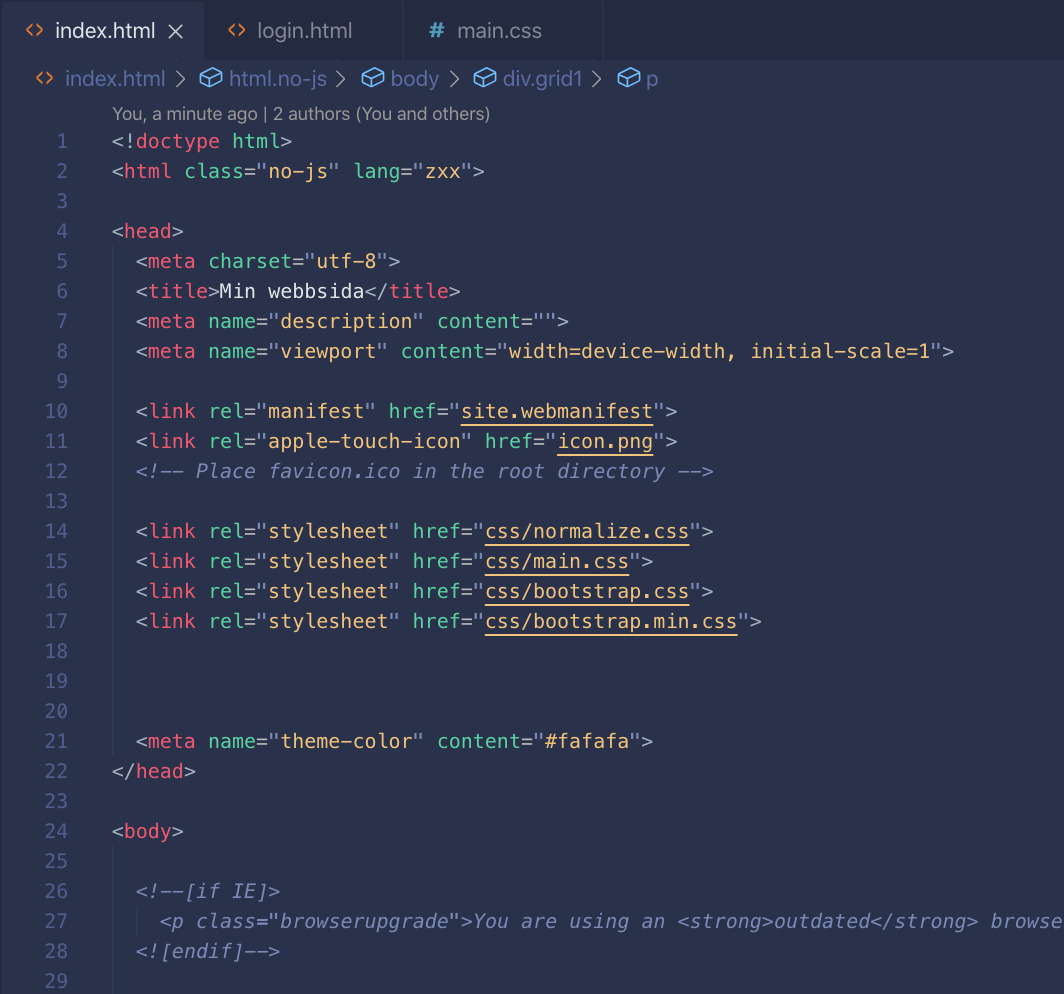 index.html × login.html # main.css
index.html > html.no-js > body > div.grid1 > p
You, a minute ago | 2 authors (You and others)
1 <!doctype html>
2 <html class="no-js" lang="zxx">
3
4 <head>
5 <meta charset="utf-8">
6 <title>Min webbsida</title>
7 <meta name="description" content="">
8 <meta name="viewport" content="width=device-width, initial-scale=1">
9
10 <link rel="manifest" href="site.webmanifest">
11 <link rel="apple-touch-icon" href="icon.png">
12 <!-- Place favicon.ico in the root directory -->
13
14 <link rel="stylesheet" href="css/normalize.css">
15 <link rel="stylesheet" href="css/main.css">
16 <link rel="stylesheet" href="css/bootstrap.css">
17 <link rel="stylesheet" href="css/bootstrap.min.css">
18
19
20
21 <meta name="theme-color" content="#fafafa">
22 </head>
23
24 <body>
25
26 <!--[if IE]>
27 <p class="browserupgrade">You are using an <strong>outdated</strong> browse
28 <![endif]-->
29